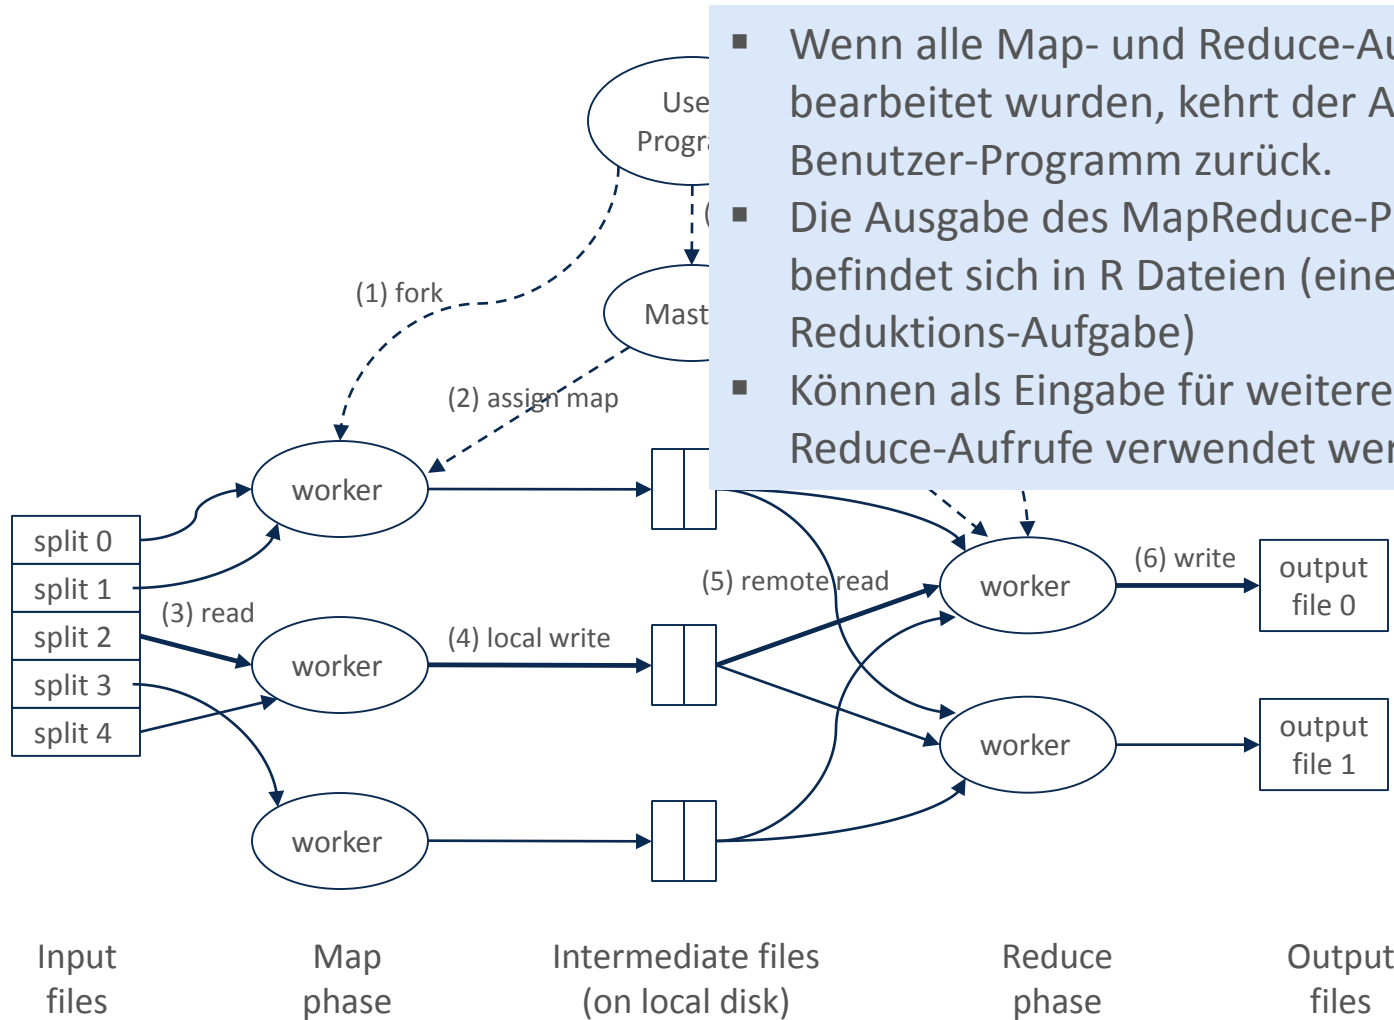 Wenn alle Map- und Reduce-Au
bearbeitet wurden, kehrt der A
Benutzer-Programm zurück.
Die Ausgabe des MapReduce-P
befindet sich in R Dateien (eine
Reduktions-Aufgabe)
Können als Eingabe für weitere
Reduce-Aufrufe verwendet wer
Use
Progra
(
(1) fork
Mast
(2) assign map
worker
split 0
split 1
split 2
split 3
split 4
(3) read
worker
(4) local write
worker
(5) remote read
worker
(6) write
output
file 0
worker
output
file 1
Input
files
Map
phase
Intermediate files
(on local disk)
Reduce
phase
Output
files